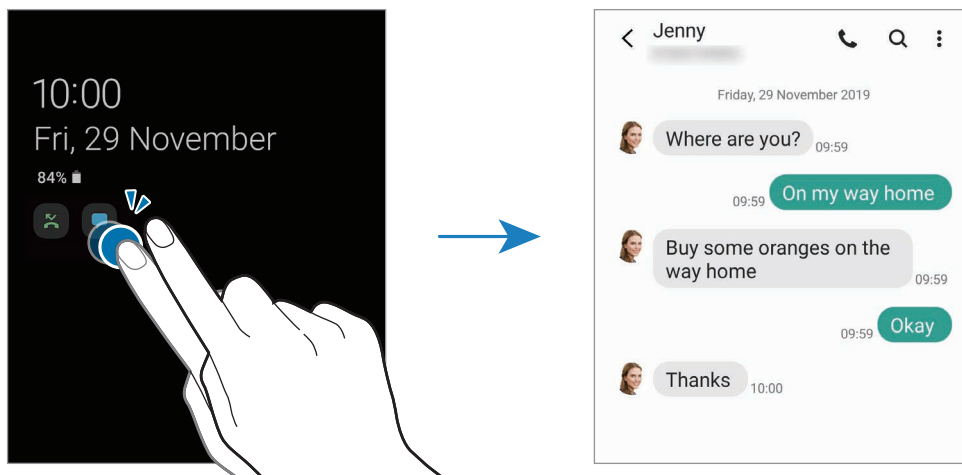 10:00
Fri, 29 November
84%
Jenny
Friday, 29 November 2019
Where are you?
09:59
09:59
On my way home
Buy some oranges on the
way home
09:59
09:59
Okay
Thanks
10:00